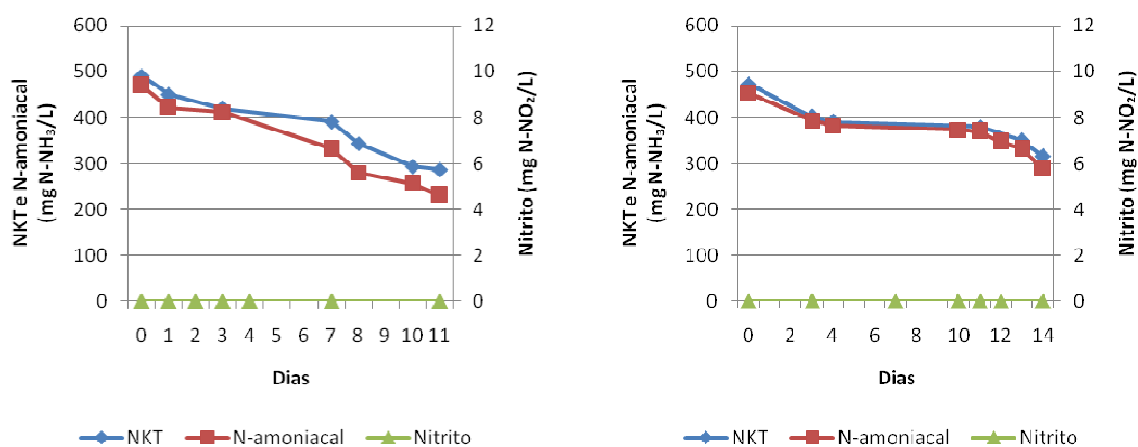 600
500
400
300
200
100
0
NKT e N-amoniacal
(mg N-NH₃/L)
12
10
8
6
4
2
0
Nitrito (mg N-NO₂/L)
0 1 2 3 4 7 8 9 10 11
Dias
NKT N-amoniacal Nitrito
600
500
400
300
200
100
0
NKT e N-amoniacal
(mg N-NH₃/L)
12
10
8
6
4
2
0
Nitrito (mg N-NO₂/L)
0 2 4 6 8 10 12 14
Dias
NKT N-amoniacal Nitrito